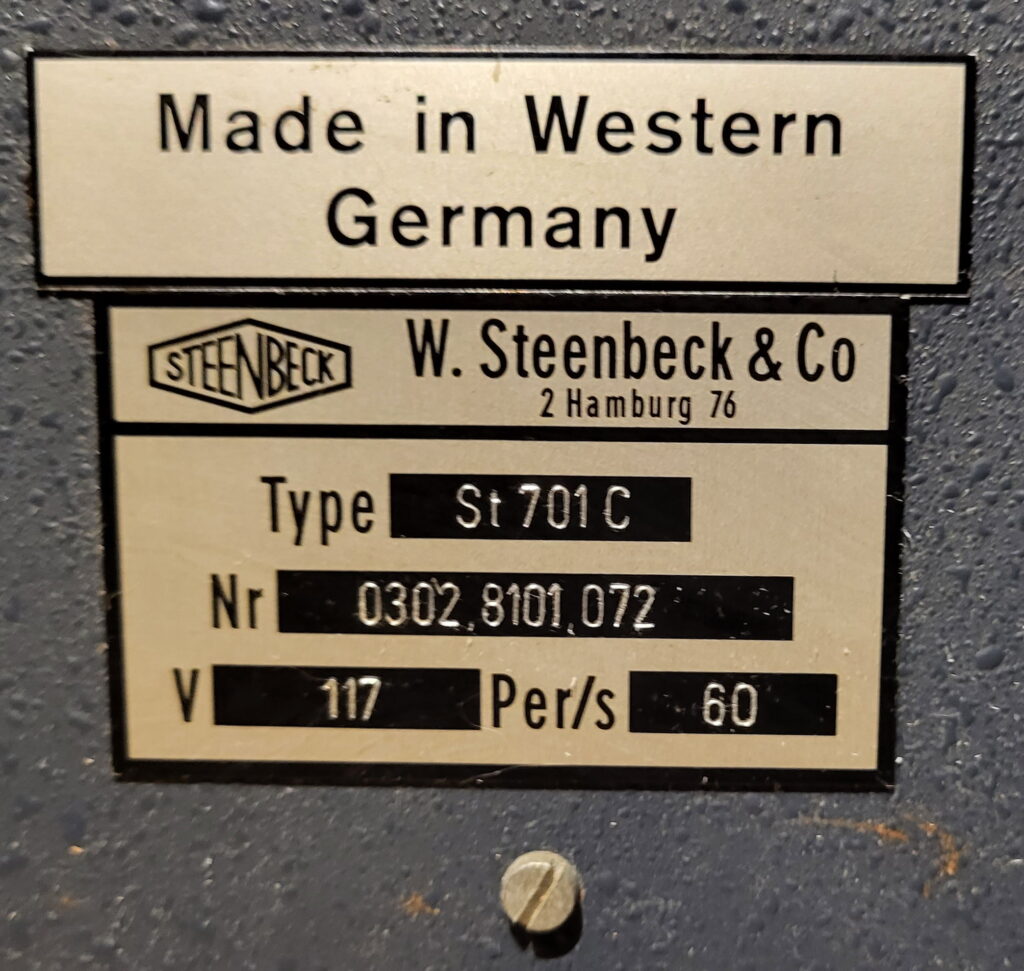 Made in Western
Germany
STEENBECK
W. Steenbeck & Co
2 Hamburg 76
Type St 701 C
Nr 0302.8101.072
V 117 Per/s 60